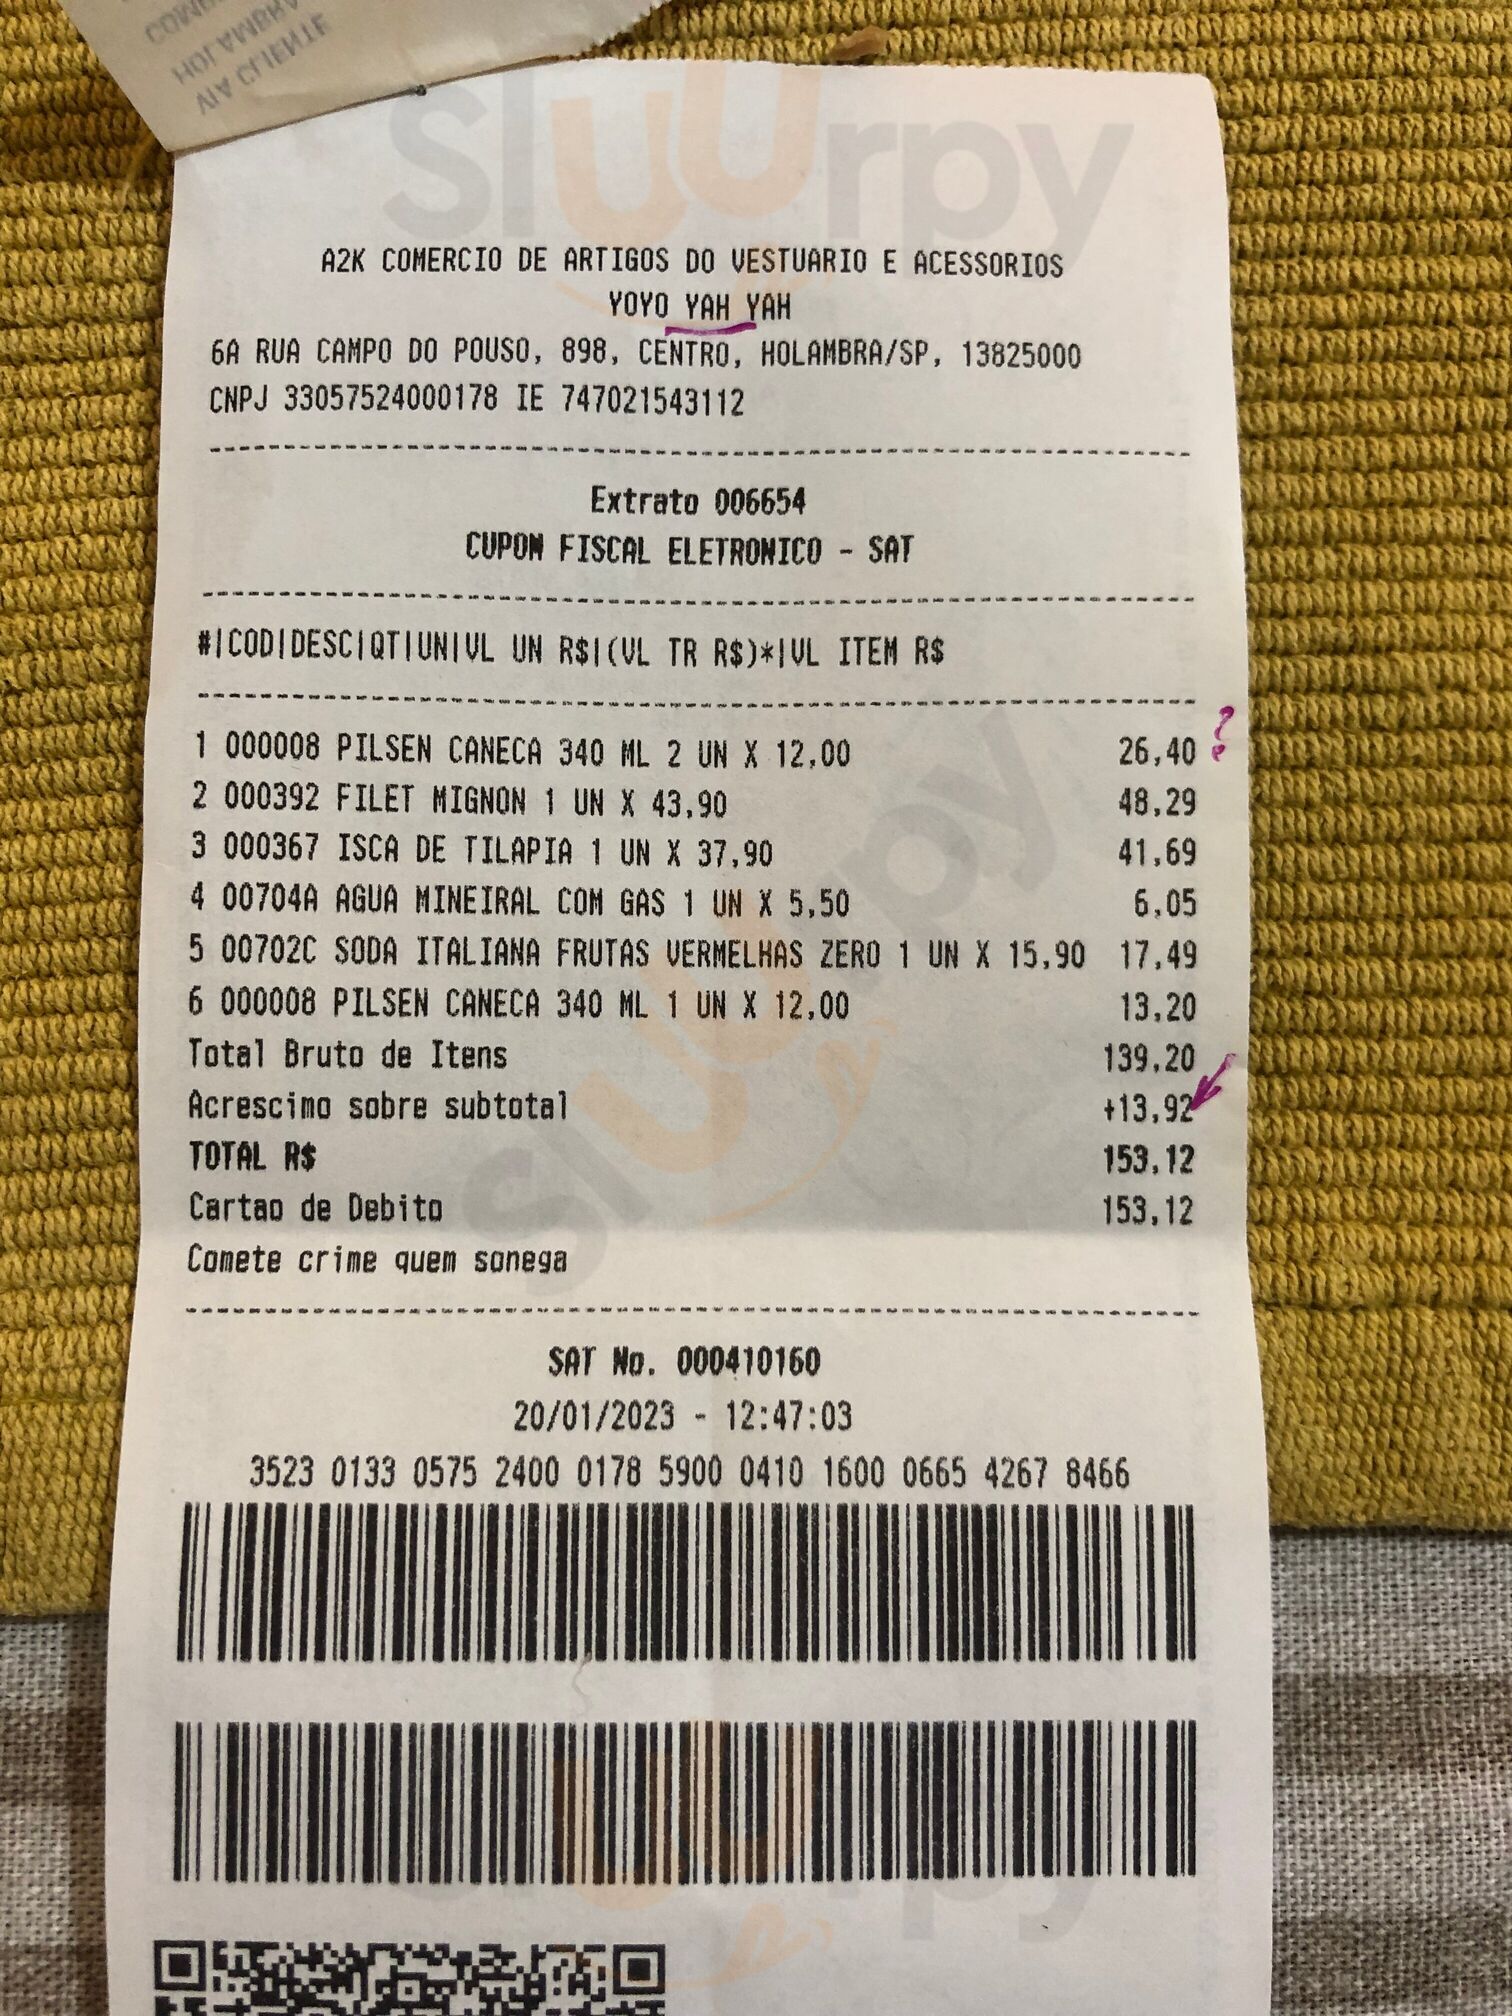 VIA CLIENTE
HOLAMBRA
Sluurpy
A2K COMERCIO DE ARTIGOS DO VESTUARIO E ACESSORIOS
YOYO YAH YAH
6A RUA CAMPO DO POUSO, 898, CENTRO, HOLAMBRA/SP, 13825000
CNPJ 33057524000178 IE 747021543112
Extrato 006654
CUPOM FISCAL ELETRONICO - SAT
#|COD|DESC|QT|UN|VL UN R$|(VL TR R$)*|VL ITEM R$
1 000008 PILSEN CANECA 340 ML 2 UN X 12,00 26,40 ?
2 000392 FILET MIGNON 1 UN X 43,90 48,29
3 000367 ISCA DE TILAPIA 1 UN X 37,90 41,69
4 00704A AGUA MINEIRAL COM GAS 1 UN X 5,50 6,05
5 00702C SODA ITALIANA FRUTAS VERMELHAS ZERO 1 UN X 15,90 17,49
6 000008 PILSEN CANECA 340 ML 1 UN X 12,00 13,20
Total Bruto de Itens 139,20
Acrescimo sobre subtotal +13,92
TOTAL R$ 153,12
Cartao de Debito 153,12
Comete crime quem sonega
Sluurpy
SAT No. 000410160
20/01/2023 - 12:47:03
3523 0133 0575 2400 0178 5900 0410 1600 0665 4267 8466
Sluurpy